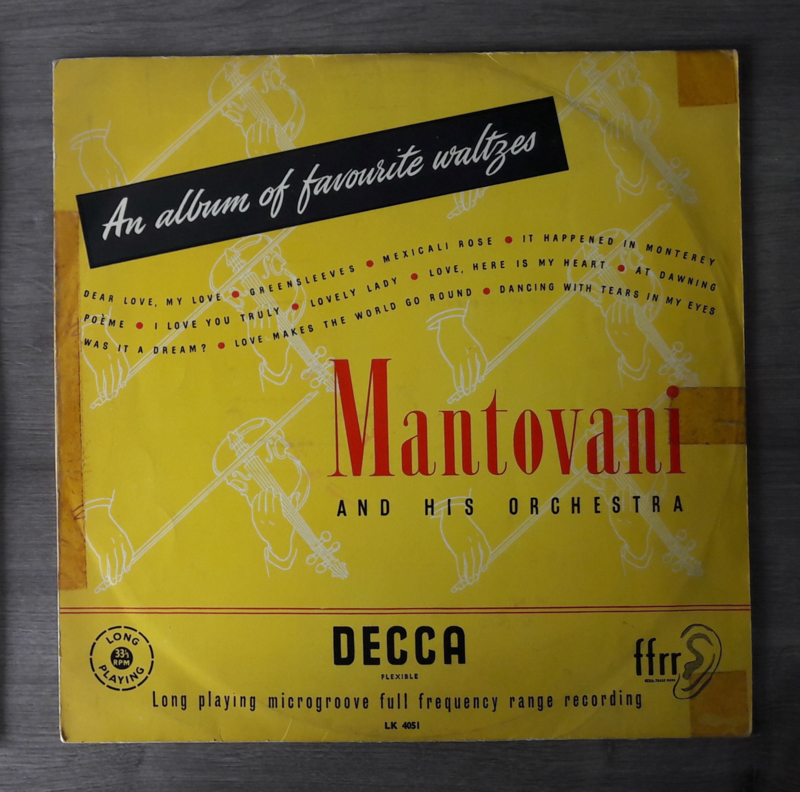 An album of favourite waltzes
DEAR LOVE, MY LOVE • GREENSLEEVES • MEXICALI ROSE • IT HAPPENED IN MONTEREY
POÈME • I LOVE YOU TRULY • LOVELY LADY • LOVE, HERE IS MY HEART • AT DAWNING
WAS IT A DREAM? • LOVE MAKES THE WORLD GO ROUND • DANCING WITH TEARS IN MY EYES
Mantovani
AND HIS ORCHESTRA
LONG
33⅓
RPM
PLAYING
DECCA
FLEXIBLE
ffrr
Long playing microgroove full frequency range recording
LK 4051